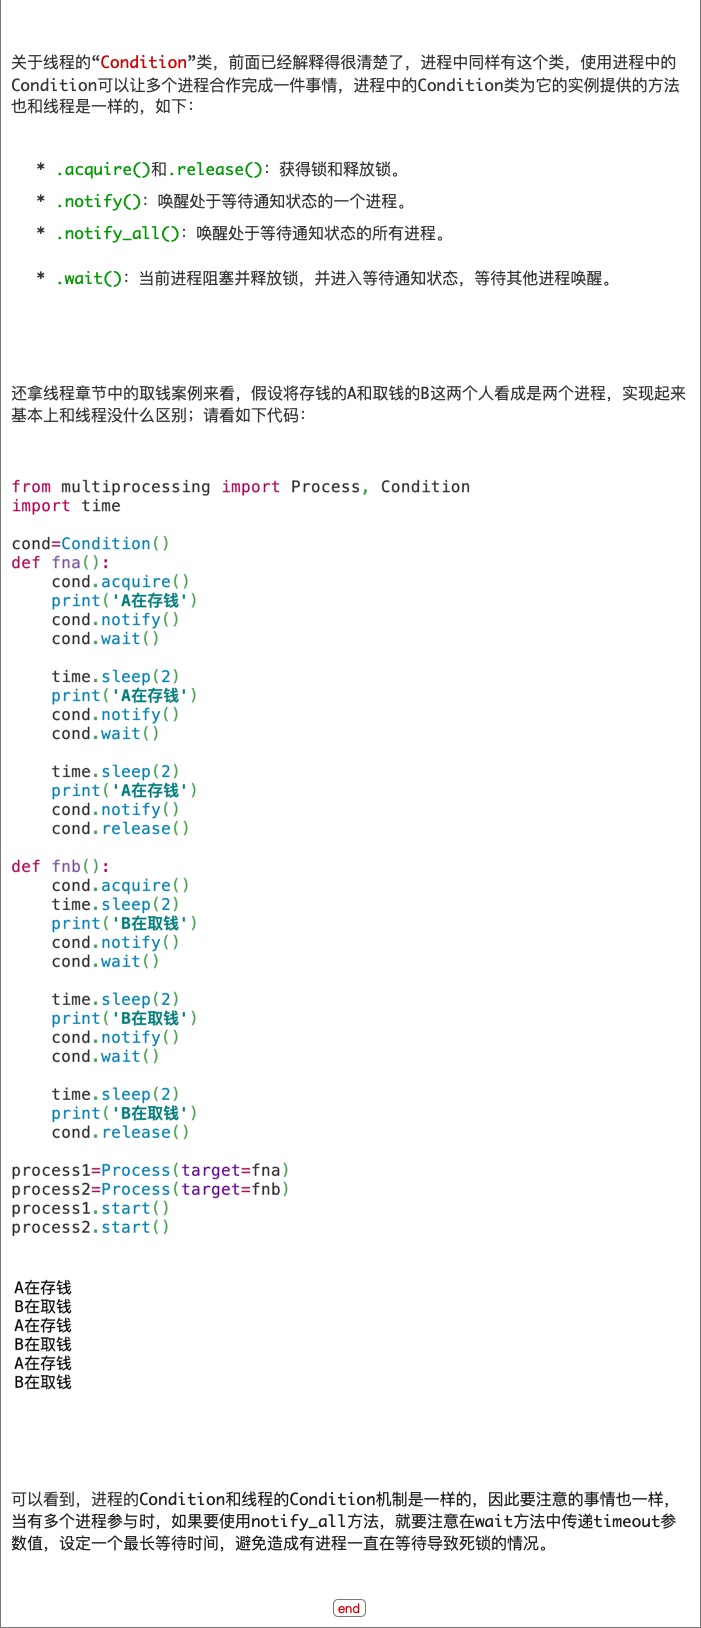 关于线程的“Condition”类，前面已经解释得很清楚了，进程中同样有这个类，使用进程中的
Condition可以让多个进程合作完成一件事情，进程中的Condition类为它的实例提供的方法
也和线程是一样的，如下：
* .acquire()和.release()：获得锁和释放锁。
* .notify()：唤醒处于等待通知状态的一个进程。
* .notify_all()：唤醒处于等待通知状态的所有进程。
* .wait()：当前进程阻塞并释放锁，并进入等待通知状态，等待其他进程唤醒。
还拿线程章节中的取钱案例来看，假设将存钱的A和取钱的B这两个人看成是两个进程，实现起来
基本上和线程没什么区别；请看如下代码：
from multiprocessing import Process, Condition
import time
cond=Condition()
def fna():
    cond.acquire()
    print('A在存钱')
    cond.notify()
    cond.wait()
    time.sleep(2)
    print('A在存钱')
    cond.notify()
    cond.wait()
    time.sleep(2)
    print('A在存钱')
    cond.notify()
    cond.release()
def fnb():
    cond.acquire()
    time.sleep(2)
    print('B在取钱')
    cond.notify()
    cond.wait()
    time.sleep(2)
    print('B在取钱')
    cond.notify()
    cond.wait()
    time.sleep(2)
    print('B在取钱')
    cond.release()
process1=Process(target=fna)
process2=Process(target=fnb)
process1.start()
process2.start()
A在存钱
B在取钱
A在存钱
B在取钱
A在存钱
B在取钱
可以看到，进程的Condition和线程的Condition机制是一样的，因此要注意的事情也一样，
当有多个进程参与时，如果要使用notify_all方法，就要注意在wait方法中传递timeout参
数值，设定一个最长等待时间，避免造成有进程一直在等待导致死锁的情况。
end